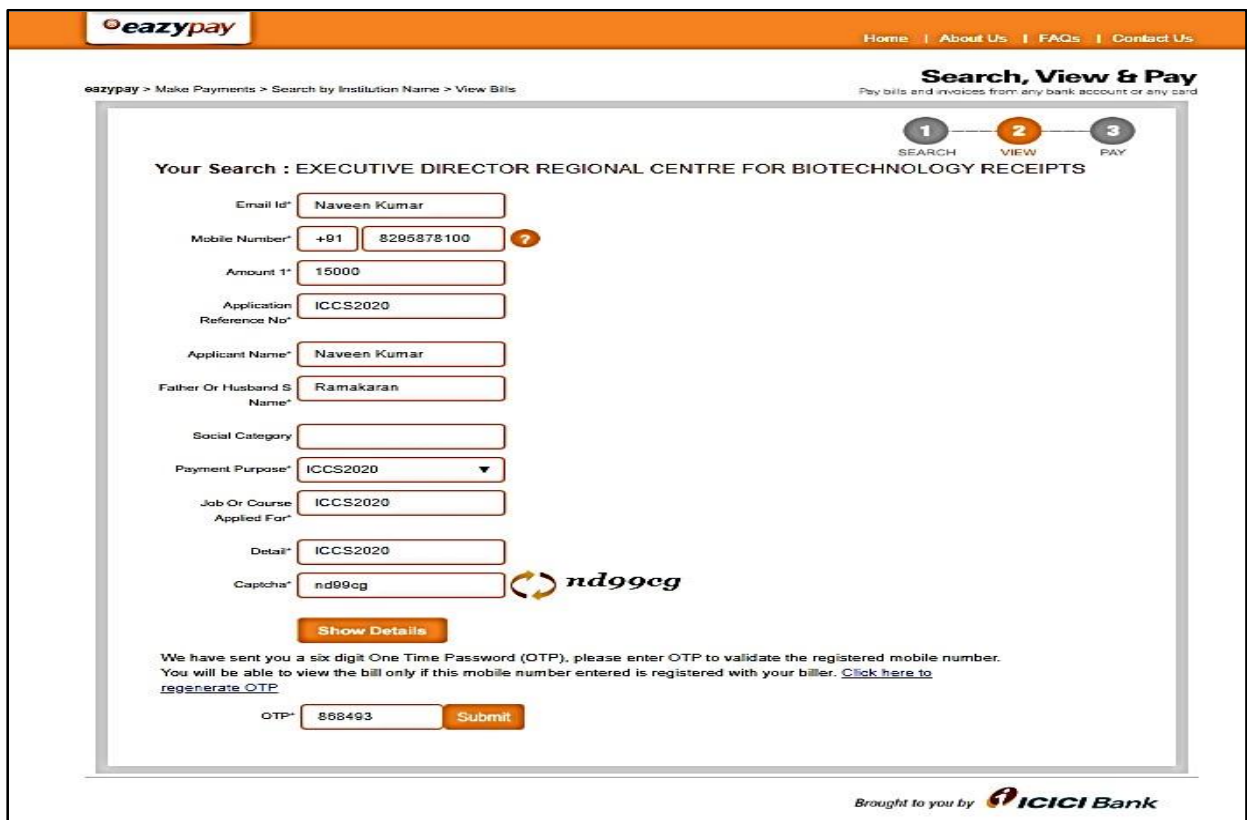 eazypay
Home | About Us | FAQs | Contact Us
Search, View & Pay
eazypay > Make Payments > Search by Institution Name > View Bills
Pay bills and invoices from any bank account or any card
1 2 3
SEARCH VIEW PAY
Your Search : EXECUTIVE DIRECTOR REGIONAL CENTRE FOR BIOTECHNOLOGY RECEIPTS
Email Id* Naveen Kumar
Mobile Number* +91 8295878100 ?
Amount 1* 15000
Application ICCS2020
Reference No*
Applicant Name* Naveen Kumar
Father Or Husband S Ramakaran
Name*
Social Category
Payment Purpose* ICCS2020
Job Or Course ICCS2020
Applied For*
Detail* ICCS2020
Captcha* nd99cg nd99cg
Show Details
We have sent you a six digit One Time Password (OTP), please enter OTP to validate the registered mobile number.
You will be able to view the bill only if this mobile number entered is registered with your biller. Click here to
regenerate OTP
OTP* 868493 Submit
Brought to you by ICICI Bank